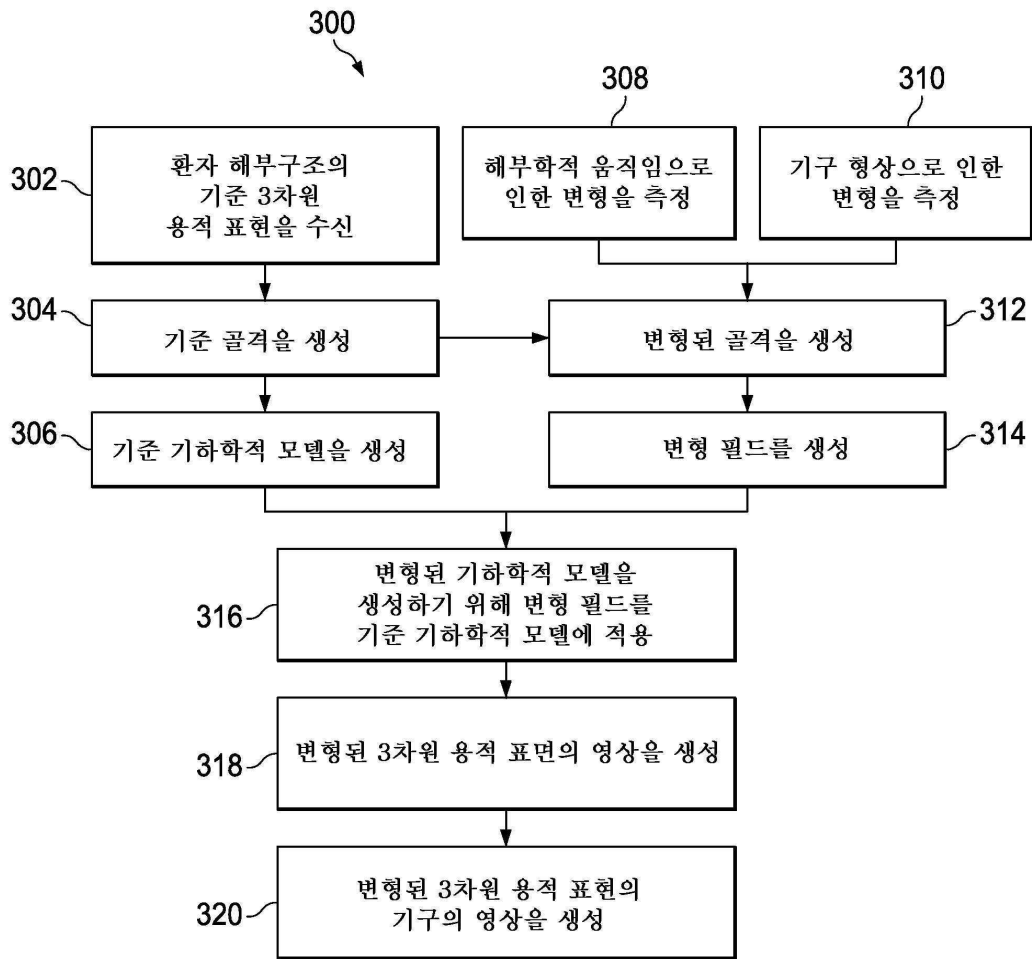 300
308
310
302
환자 해부구조의
기준 3차원
용적 표현을 수신
해부학적 움직임으로
인한 변형을 측정
기구 형상으로 인한
변형을 측정
304
기준 골격을 생성
변형된 골격을 생성
312
306
기준 기하학적 모델을 생성
변형 필드를 생성
314
316
변형된 기하학적 모델을
생성하기 위해 변형 필드를
기준 기하학적 모델에 적용
318
변형된 3차원 용적 표면의 영상을 생성
320
변형된 3차원 용적 표현의
기구의 영상을 생성